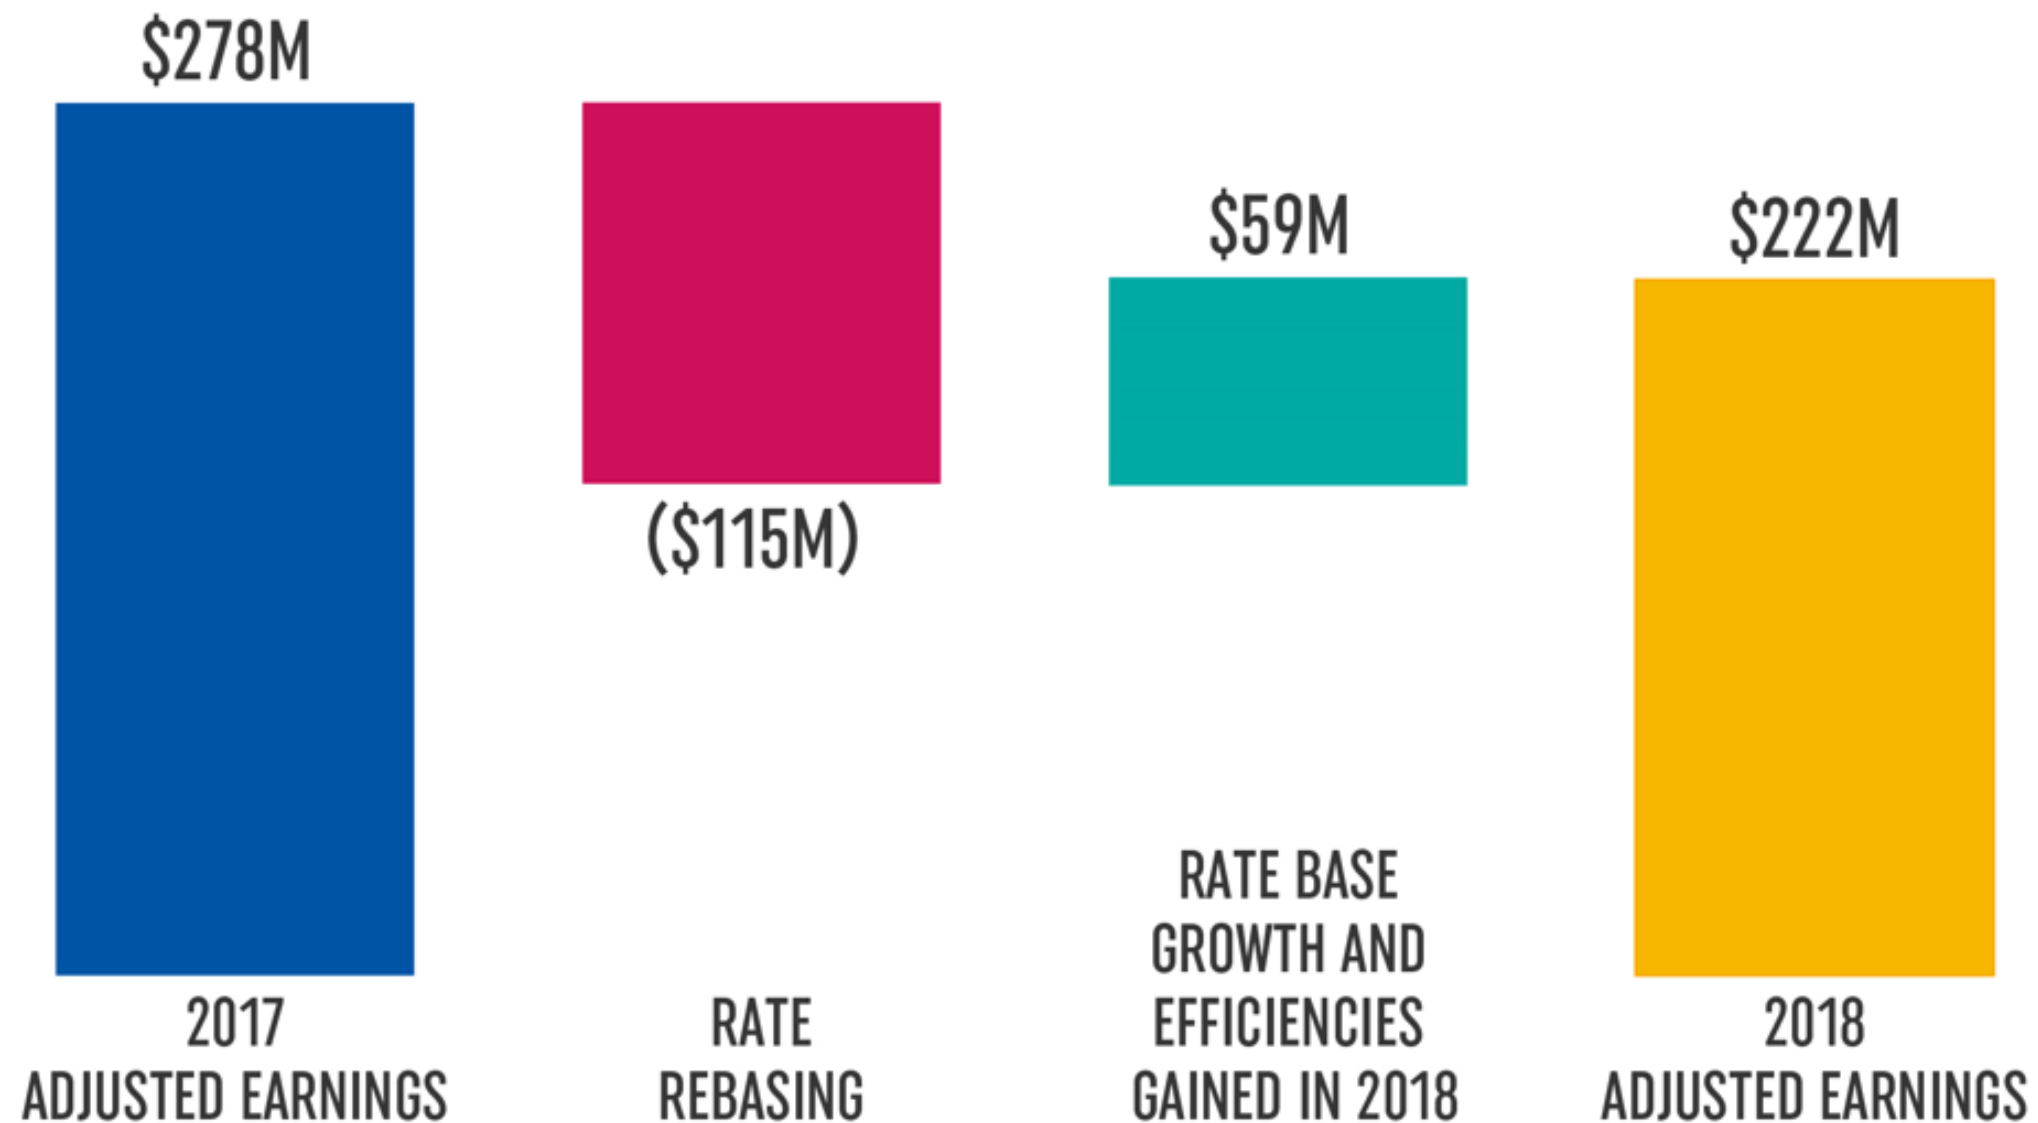 $278M
($115M)
$59M
$222M
2017
ADJUSTED EARNINGS
RATE
REBASING
RATE BASE
GROWTH AND
EFFICIENCIES
GAINED IN 2018
2018
ADJUSTED EARNINGS